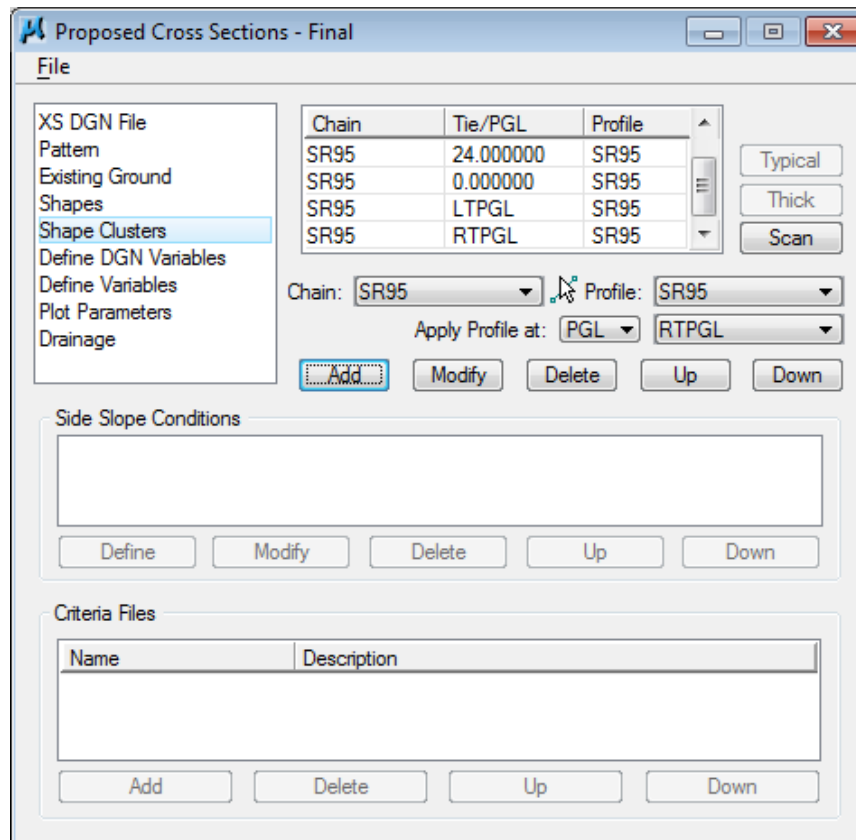 Proposed Cross Sections - Final
File
XS DGN File
Pattern
Existing Ground
Shapes
Shape Clusters
Define DGN Variables
Define Variables
Plot Parameters
Drainage
Chain Tie/PGL Profile
SR95 24.000000 SR95
SR95 0.000000 SR95
SR95 LTPGL SR95
SR95 RTPGL SR95
Typical
Thick
Scan
Chain: SR95 Profile: SR95
Apply Profile at: PGL RTPGL
Add Modify Delete Up Down
Side Slope Conditions
Define Modify Delete Up Down
Criteria Files
Name Description
Add Delete Up Down